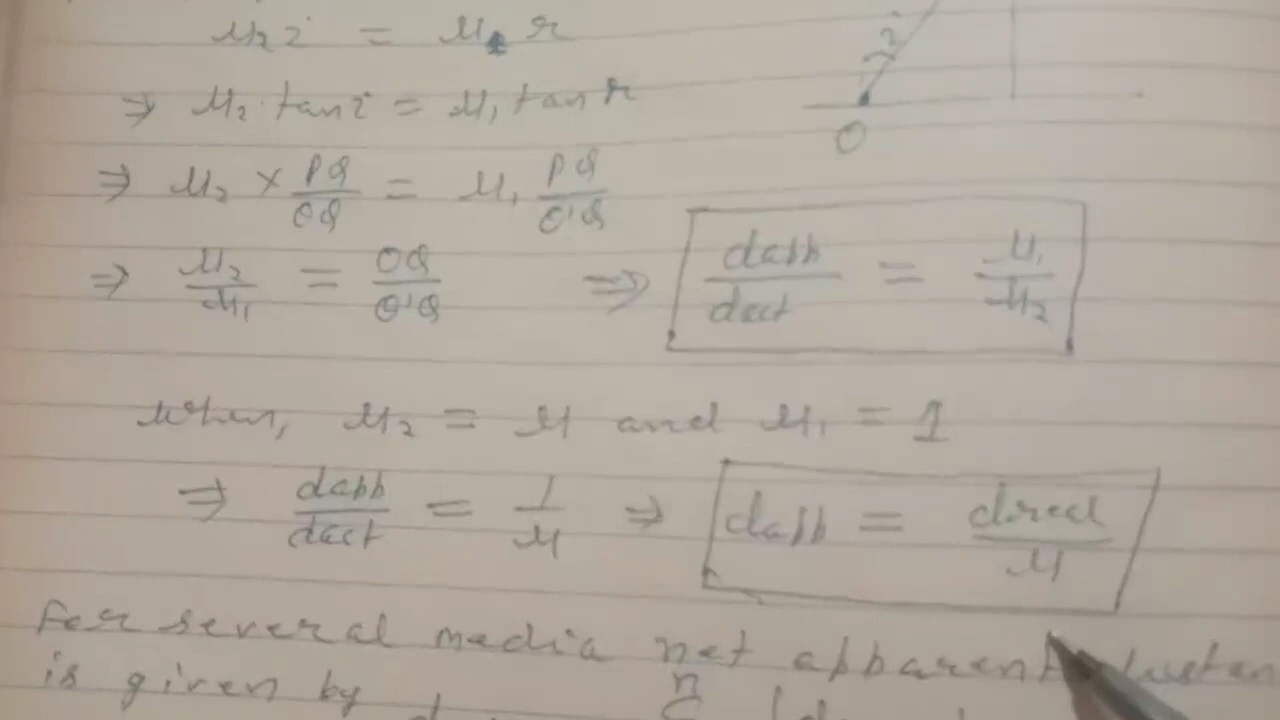 μ₂ i = μ₁ r
i
⇒ μ₂ tan i = μ₁ tan r
O
⇒ μ₂ × PQ/OQ = μ₁ PQ/O'Q
⇒ μ₂/μ₁ = OQ/O'Q ⇒ dapp/dact = μ₁/μ₂
when, μ₂ = μ and μ₁ = 1
⇒ dapp/dact = 1/μ ⇒ dapp = dreal/μ
For several media net apparent
is given by n